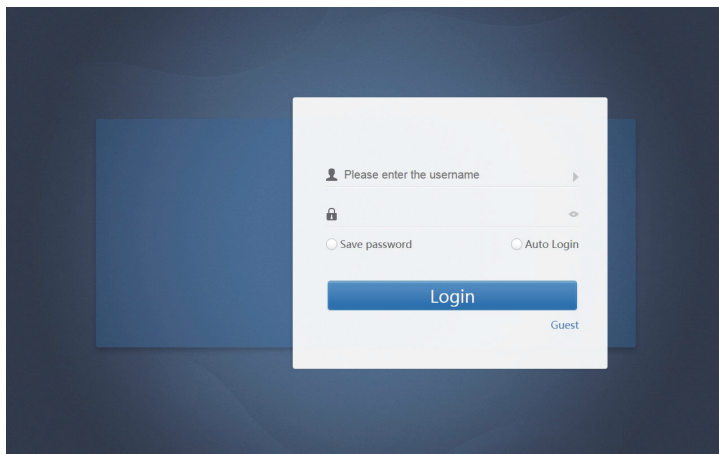 Please enter the username
Save password
Auto Login
Login
Guest